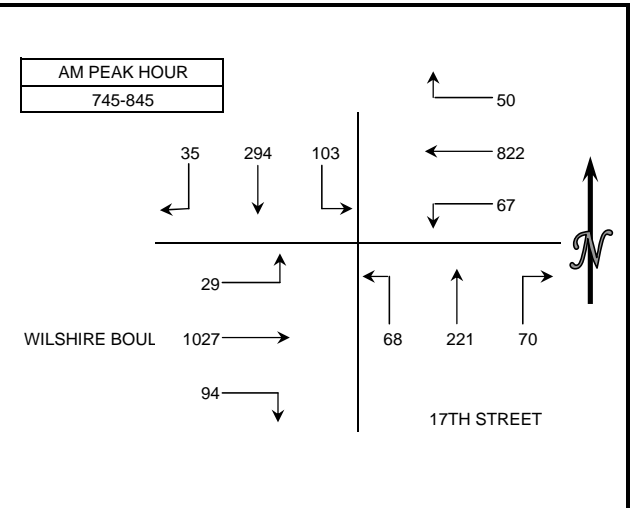 AM PEAK HOUR
745-845
50
35 294 103
822
67
N
29
WILSHIRE BOUL 1027
68 221 70
94
17TH STREET